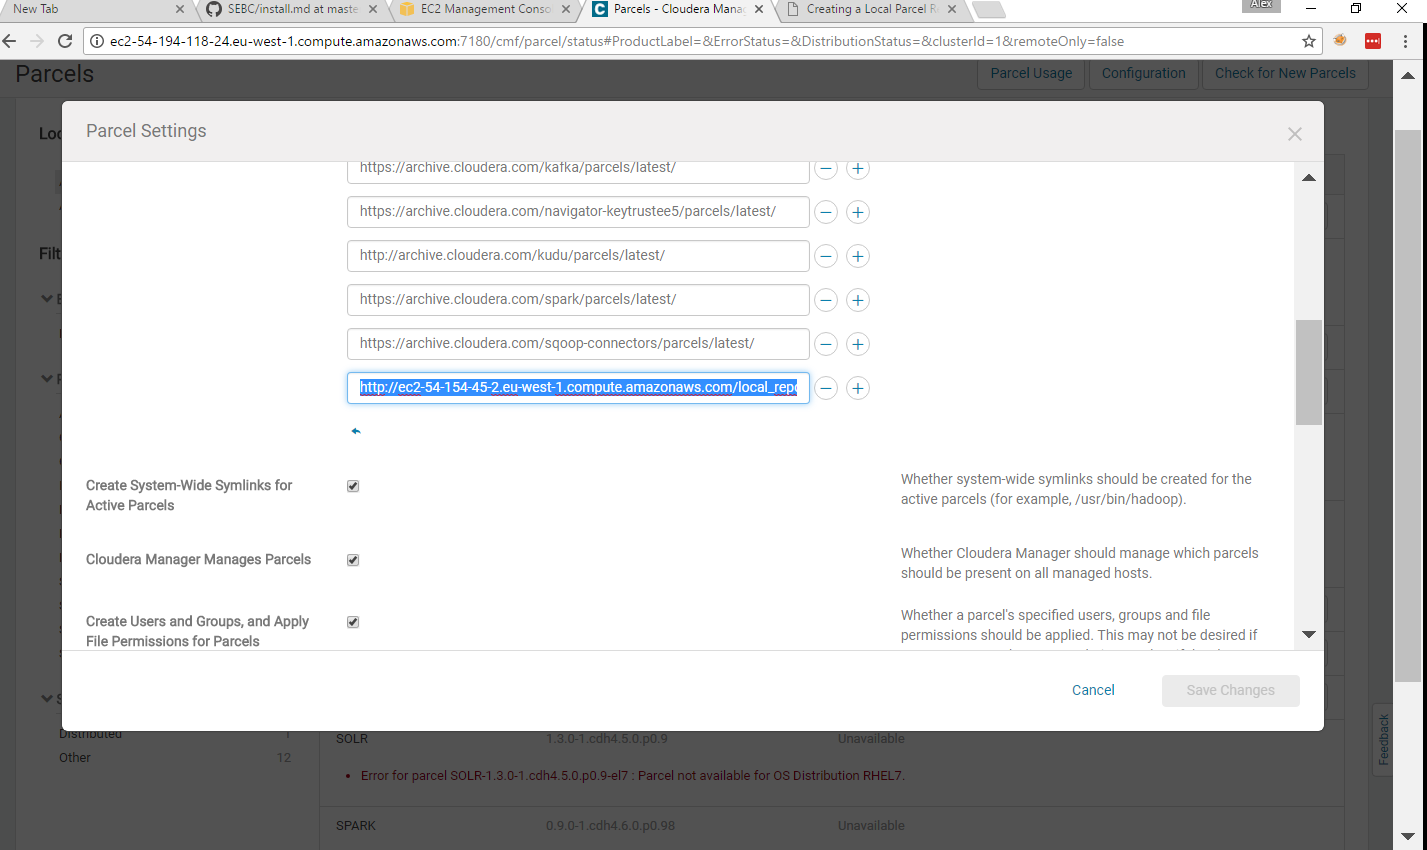 New Tab
SEBC/install.md at maste
EC2 Management Conso
Parcels - Cloudera Mana
Creating a Local Parcel R
Alex
ec2-54-194-118-24.eu-west-1.compute.amazonaws.com:7180/cmf/parcel/status#ProductLabel=&ErrorStatus=&DistributionStatus=&clusterId=1&remoteOnly=false
Parcels
Parcel Usage
Configuration
Check for New Parcels
Parcel Settings
https://archive.cloudera.com/kafka/parcels/latest/
https://archive.cloudera.com/navigator-keytrustee5/parcels/latest/
http://archive.cloudera.com/kudu/parcels/latest/
https://archive.cloudera.com/spark/parcels/latest/
https://archive.cloudera.com/sqoop-connectors/parcels/latest/
http://ec2-54-154-45-2.eu-west-1.compute.amazonaws.com/local_repo
Create System-Wide Symlinks for
Active Parcels
Whether system-wide symlinks should be created for the
active parcels (for example, /usr/bin/hadoop).
Cloudera Manager Manages Parcels
Whether Cloudera Manager should manage which parcels
should be present on all managed hosts.
Create Users and Groups, and Apply
File Permissions for Parcels
Whether a parcel's specified users, groups and file
permissions should be applied. This may not be desired if
Cancel
Save Changes
Distributed 1
Other 12
SOLR 1.3.0-1.cdh4.5.0.p0.9 Unavailable
• Error for parcel SOLR-1.3.0-1.cdh4.5.0.p0.9-el7 : Parcel not available for OS Distribution RHEL7.
SPARK 0.9.0-1.cdh4.6.0.p0.98 Unavailable
Feedback